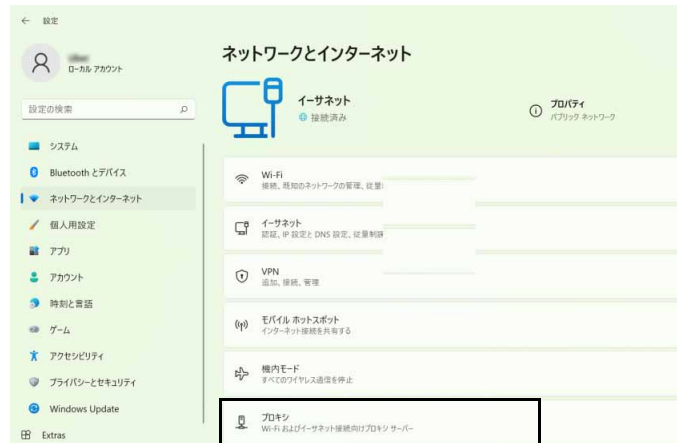 ← 設定
ローカル アカウント
設定の検索
システム
Bluetooth とデバイス
ネットワークとインターネット
個人用設定
アプリ
アカウント
時刻と言語
ゲーム
アクセシビリティ
プライバシーとセキュリティ
Windows Update
Extras
ネットワークとインターネット
イーサネット
接続済み
プロパティ
パブリック ネットワーク
Wi-Fi
接続、既知のネットワークの管理、従量
イーサネット
認証、IP 設定と DNS 設定、従量制
VPN
追加、接続、管理
モバイル ホットスポット
インターネット接続を共有する
機内モード
すべてのワイヤレス通信を停止
プロキシ
Wi-Fi およびイーサネット接続向けプロキシ サーバー